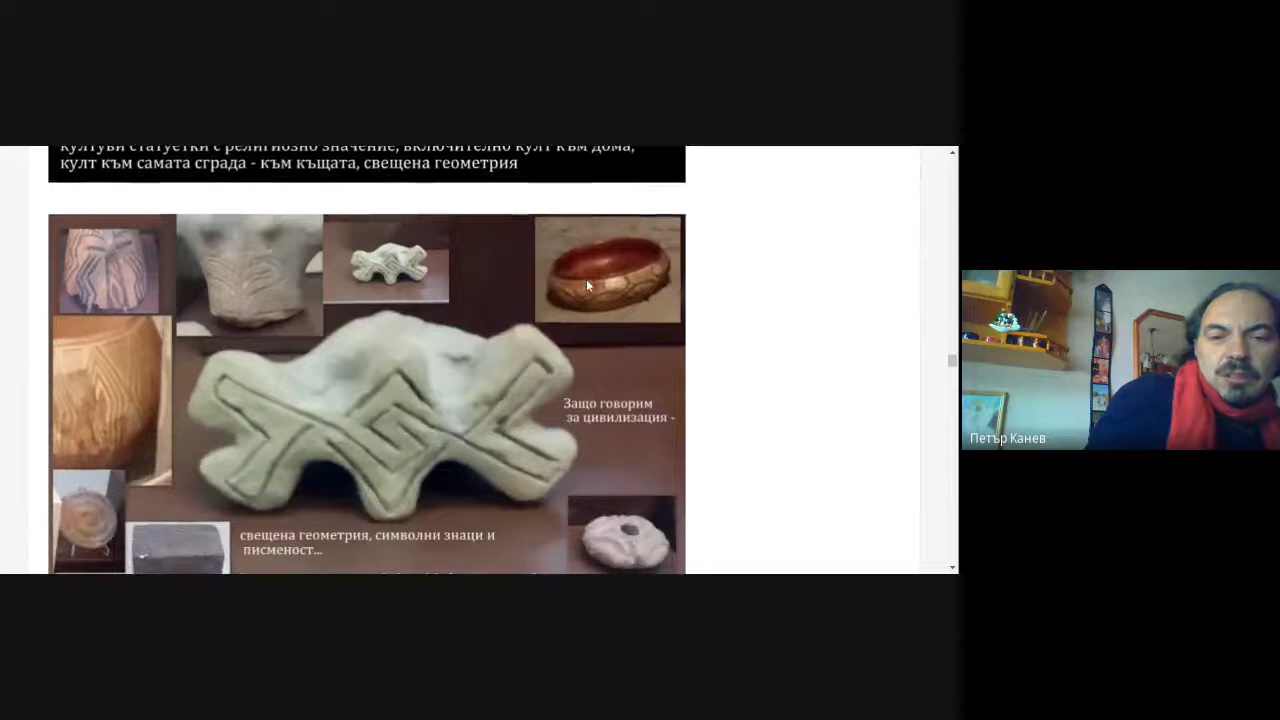 култови статуетки с религиозно значение, включително култ към дома,
култ към самата сграда - към къщата, свещена геометрия
Защо говорим
за цивилизация -
свещена геометрия, символни знаци и
писменост...
Петър Канев